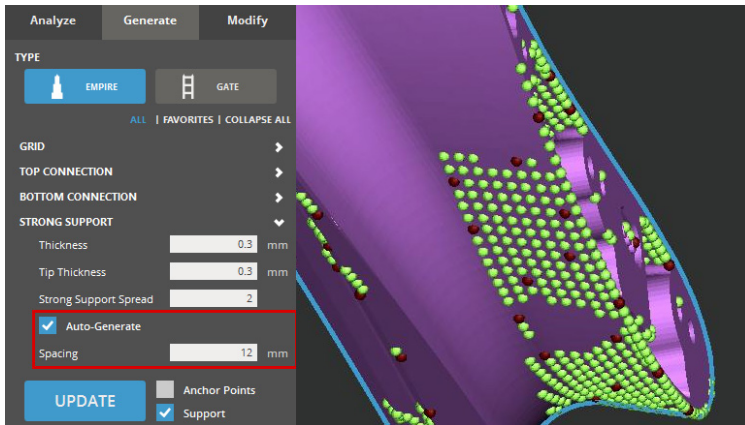 Analyze Generate Modify
TYPE
EMPIRE GATE
ALL | FAVORITES | COLLAPSE ALL
GRID
TOP CONNECTION
BOTTOM CONNECTION
STRONG SUPPORT
Thickness 0.3 mm
Tip Thickness 0.3 mm
Strong Support Spread 2
Auto-Generate
Spacing 12 mm
UPDATE Anchor Points
Support